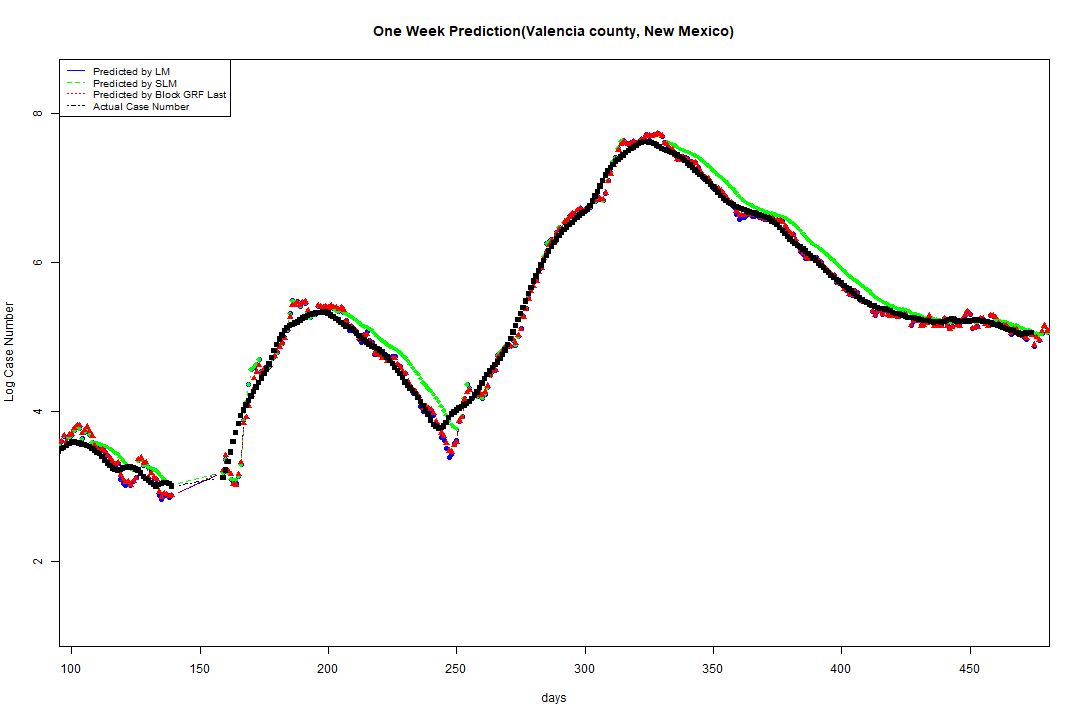 One Week Prediction(Valencia county, New Mexico)
Predicted by LM
Predicted by SLM
Predicted by Block GRF Last
Actual Case Number
8
6
4
2
Log Case Number
100 150 200 250 300 350 400 450
days